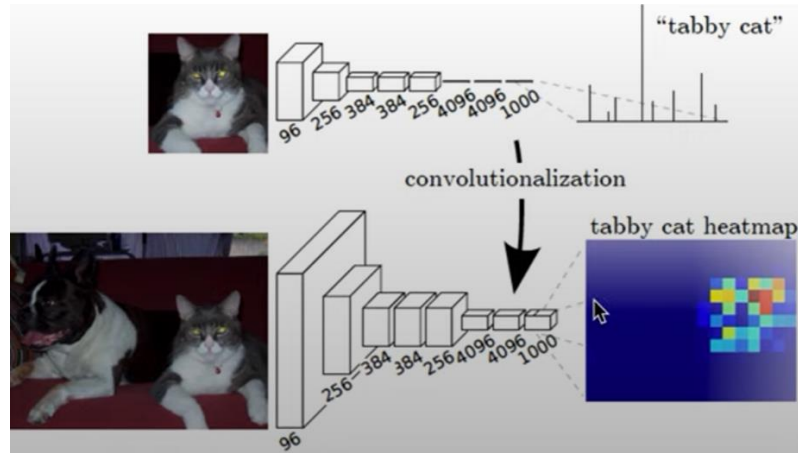 “tabby cat”
96 256 384 384 256 4096 4096 1000
convolutionalization
tabby cat heatmap
96 256 384 384 256 4096 4096 1000